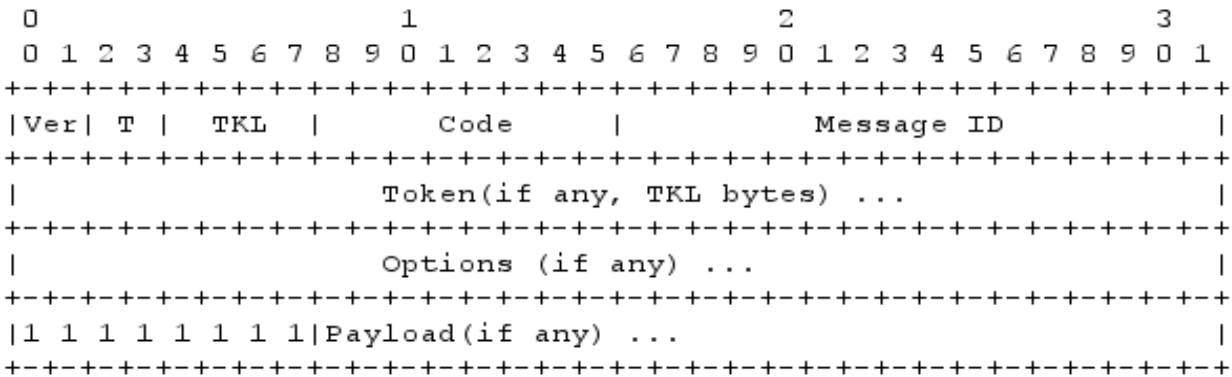 0                   1                   2                   3
0 1 2 3 4 5 6 7 8 9 0 1 2 3 4 5 6 7 8 9 0 1 2 3 4 5 6 7 8 9 0 1
+-+-+-+-+-+-+-+-+-+-+-+-+-+-+-+-+-+-+-+-+-+-+-+-+-+-+-+-+-+-+-+-+
|Ver| T |  TKL  |      Code     |          Message ID           |
+-+-+-+-+-+-+-+-+-+-+-+-+-+-+-+-+-+-+-+-+-+-+-+-+-+-+-+-+-+-+-+-+
|                   Token(if any, TKL bytes) ...                |
+-+-+-+-+-+-+-+-+-+-+-+-+-+-+-+-+-+-+-+-+-+-+-+-+-+-+-+-+-+-+-+-+
|                   Options (if any) ...                        |
+-+-+-+-+-+-+-+-+-+-+-+-+-+-+-+-+-+-+-+-+-+-+-+-+-+-+-+-+-+-+-+-+
|1 1 1 1 1 1 1 1|Payload(if any) ...                            |
+-+-+-+-+-+-+-+-+-+-+-+-+-+-+-+-+-+-+-+-+-+-+-+-+-+-+-+-+-+-+-+-+